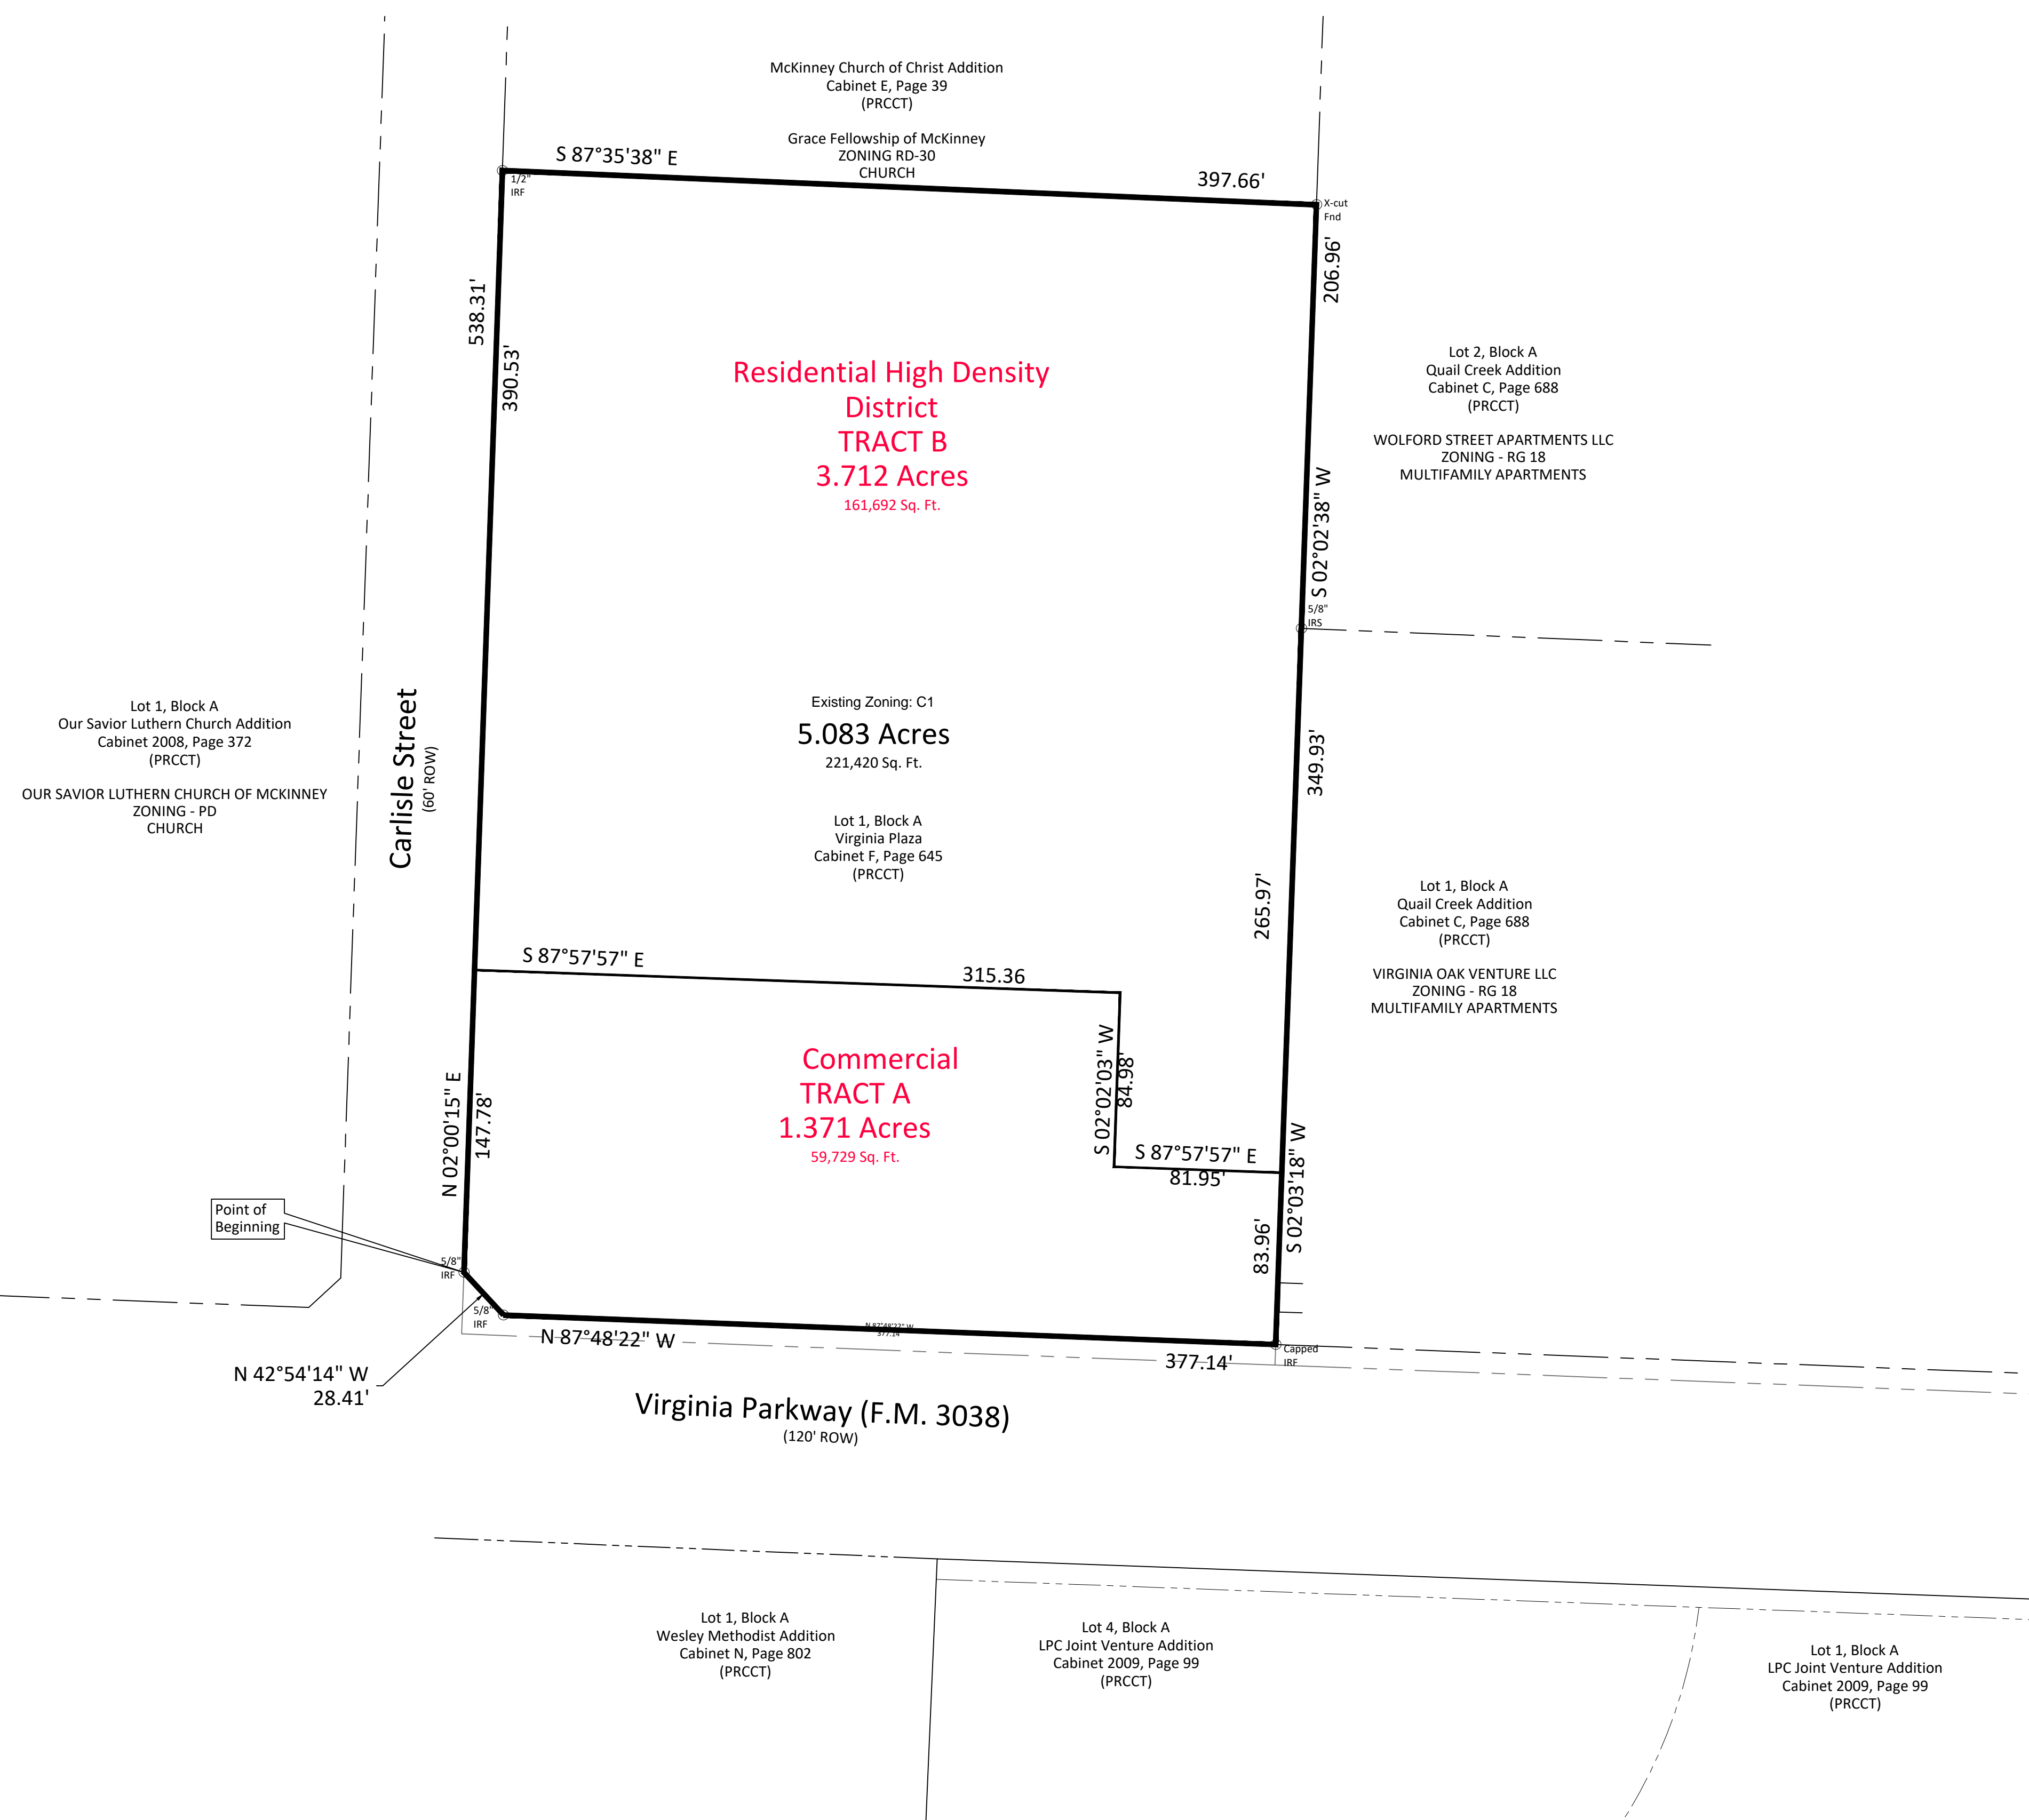 McKinney Church of Christ Addition
Cabinet E, Page 39
(PRCCT)
Grace Fellowship of McKinney
ZONING RD-30
CHURCH
S 87°35'38" E
397.66'
1/2"
IRF
X-cut
Fnd
206.96'
538.31'
390.53'
Residential High Density
District
TRACT B
3.712 Acres
161,692 Sq. Ft.
Lot 2, Block A
Quail Creek Addition
Cabinet C, Page 688
(PRCCT)
WOLFORD STREET APARTMENTS LLC
ZONING - RG 18
MULTIFAMILY APARTMENTS
S 02°02'38" W
5/8"
IRS
Lot 1, Block A
Our Savior Luthern Church Addition
Cabinet 2008, Page 372
(PRCCT)
OUR SAVIOR LUTHERN CHURCH OF MCKINNEY
ZONING - PD
CHURCH
Carlisle Street
(60' ROW)
Existing Zoning: C1
5.083 Acres
221,420 Sq. Ft.
Lot 1, Block A
Virginia Plaza
Cabinet F, Page 645
(PRCCT)
349.93'
265.97'
Lot 1, Block A
Quail Creek Addition
Cabinet C, Page 688
(PRCCT)
VIRGINIA OAK VENTURE LLC
ZONING - RG 18
MULTIFAMILY APARTMENTS
S 87°57'57" E
315.36
Commercial
TRACT A
1.371 Acres
59,729 Sq. Ft.
S 02°02'03" W
84.98'
S 87°57'57" E
81.95'
N 02°00'15" E
147.78'
S 02°03'18" W
83.96'
Point of
Beginning
5/8"
IRF
5/8"
IRF
N 87°48'22" W
N 87°48'22" W
377.14'
377.14'
Capped
IRF
N 42°54'14" W
28.41'
Virginia Parkway (F.M. 3038)
(120' ROW)
Lot 1, Block A
Wesley Methodist Addition
Cabinet N, Page 802
(PRCCT)
Lot 4, Block A
LPC Joint Venture Addition
Cabinet 2009, Page 99
(PRCCT)
Lot 1, Block A
LPC Joint Venture Addition
Cabinet 2009, Page 99
(PRCCT)